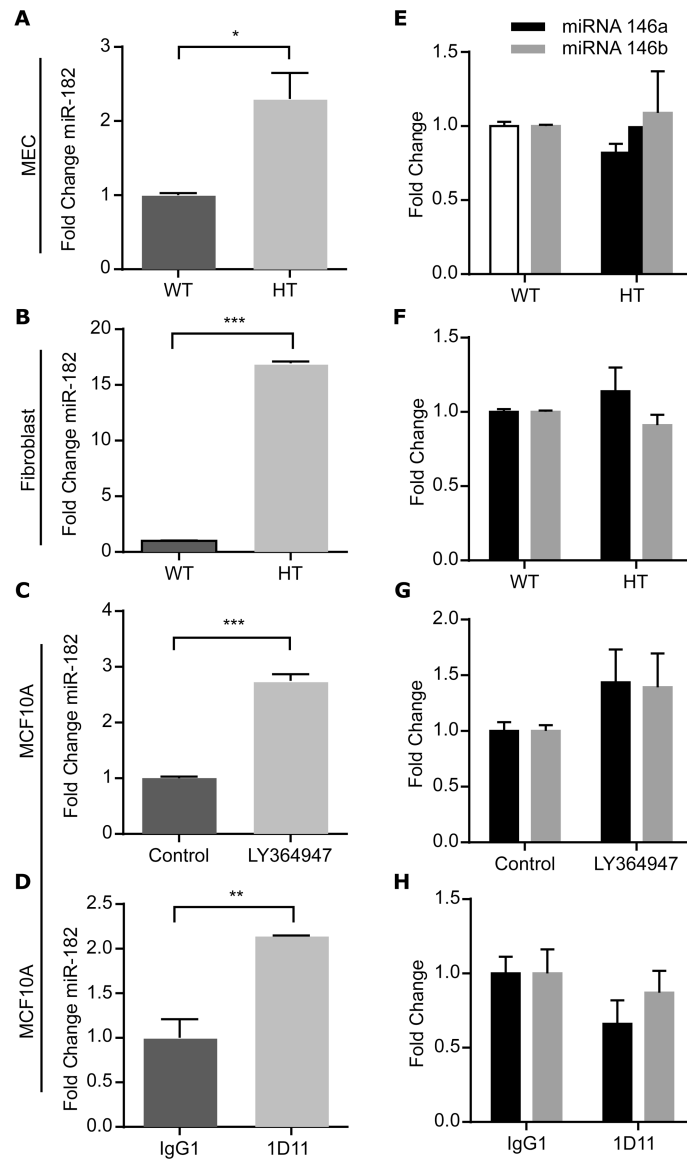 A
MEC
Fold Change miR-182
3
2
1
0
*
WT HT
B
Fibroblast
Fold Change miR-182
20
15
10
5
0
***
WT HT
C
MCF10A
Fold Change miR-182
4
3
2
1
0
***
Control LY364947
D
MCF10A
Fold Change miR-182
2.5
2.0
1.5
1.0
0.5
0.0
**
IgG1 1D11
E
miRNA 146a
miRNA 146b
Fold Change
1.5
1.0
0.5
0.0
WT HT
F
Fold Change
1.5
1.0
0.5
0.0
WT HT
G
Fold Change
2.0
1.5
1.0
0.5
0.0
Control LY364947
H
Fold Change
1.5
1.0
0.5
0.0
IgG1 1D11